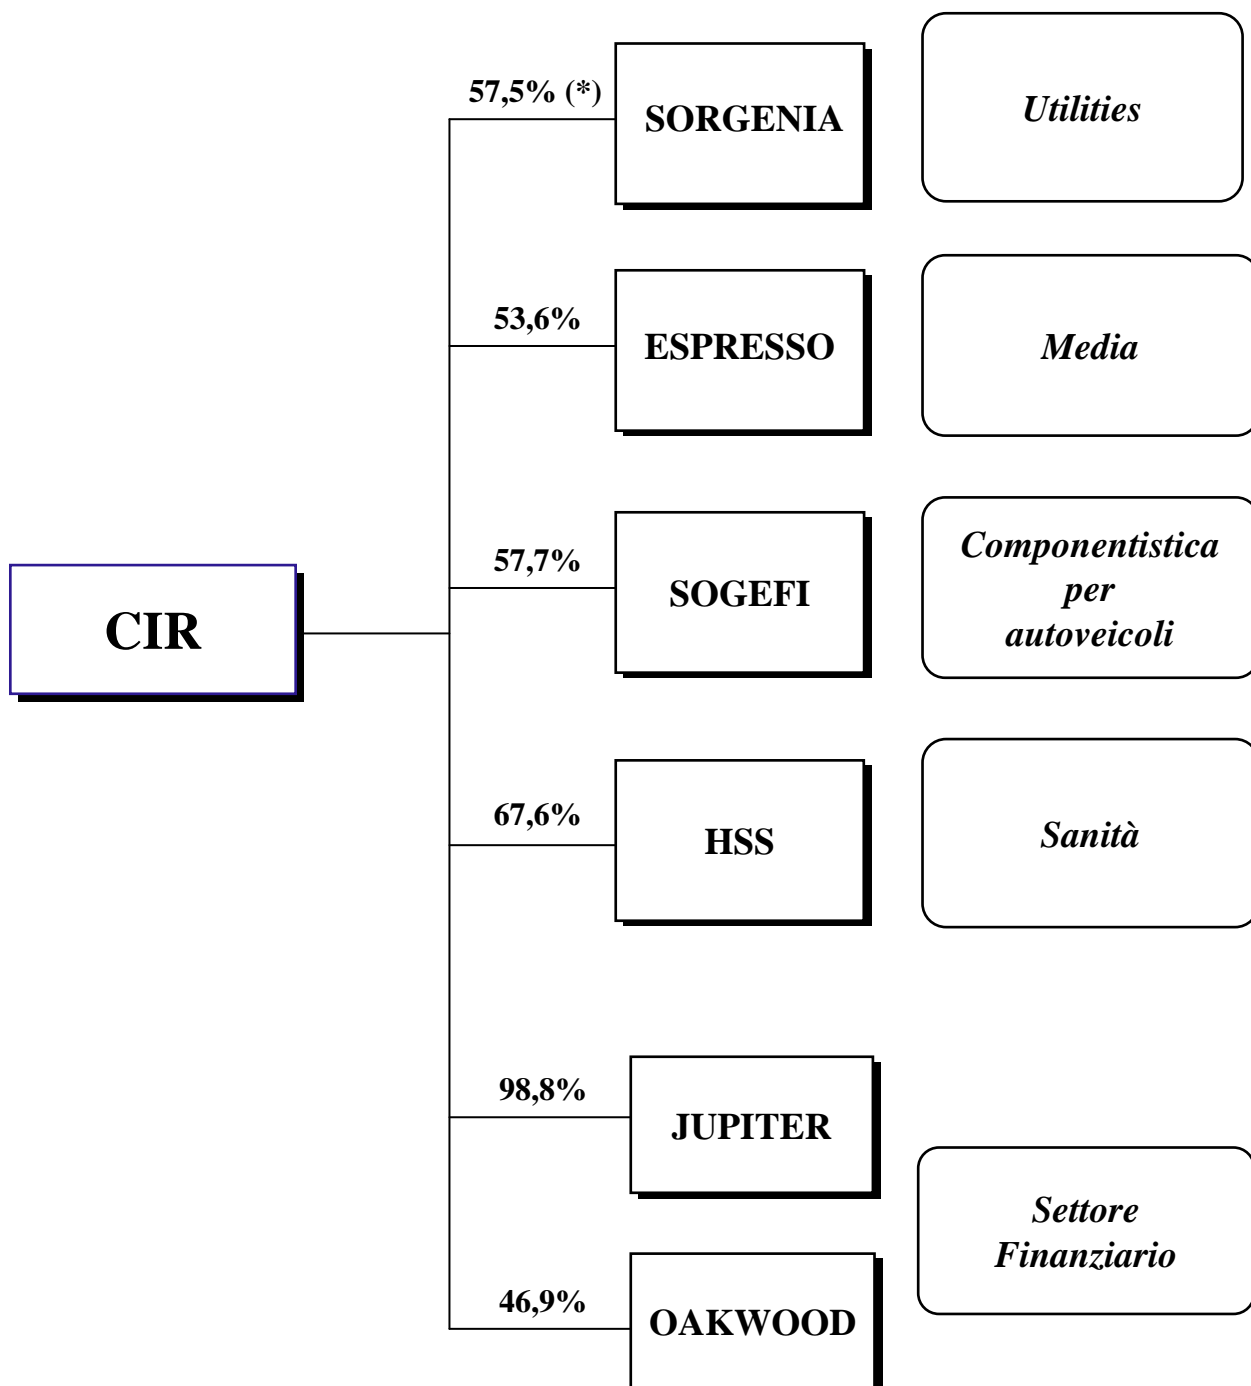 57,5% (*)
SORGENIA
Utilities
53,6%
ESPRESSO
Media
57,7%
SOGEFI
Componentistica
per
autoveicoli
CIR
67,6%
HSS
Sanità
98,8%
JUPITER
Settore
Finanziario
46,9%
OAKWOOD